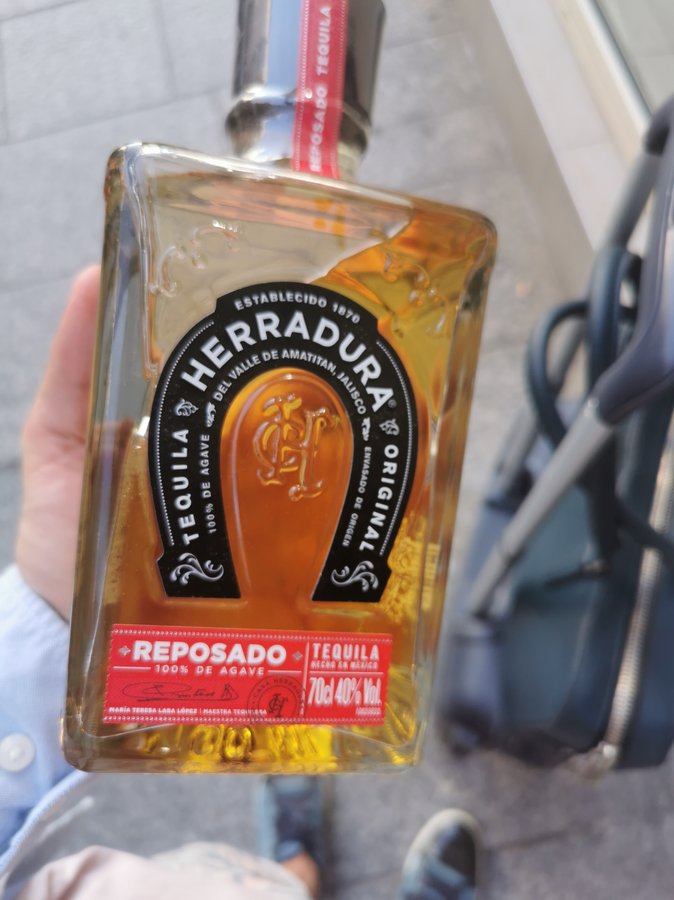 REPOSADO TEQUILA
ESTABLECIDO 1870
HERRADURA®
DEL VALLE DE AMATITAN, JALISCO
TEQUILA
100% DE AGAVE
ORIGINAL
ENVASADO DE ORIGEN
REPOSADO
100% DE AGAVE
MARÍA TERESA LARA LÓPEZ | MAESTRA TEQUILERA
TEQUILA
HECHO EN MÉXICO
70cl 40% Vol.